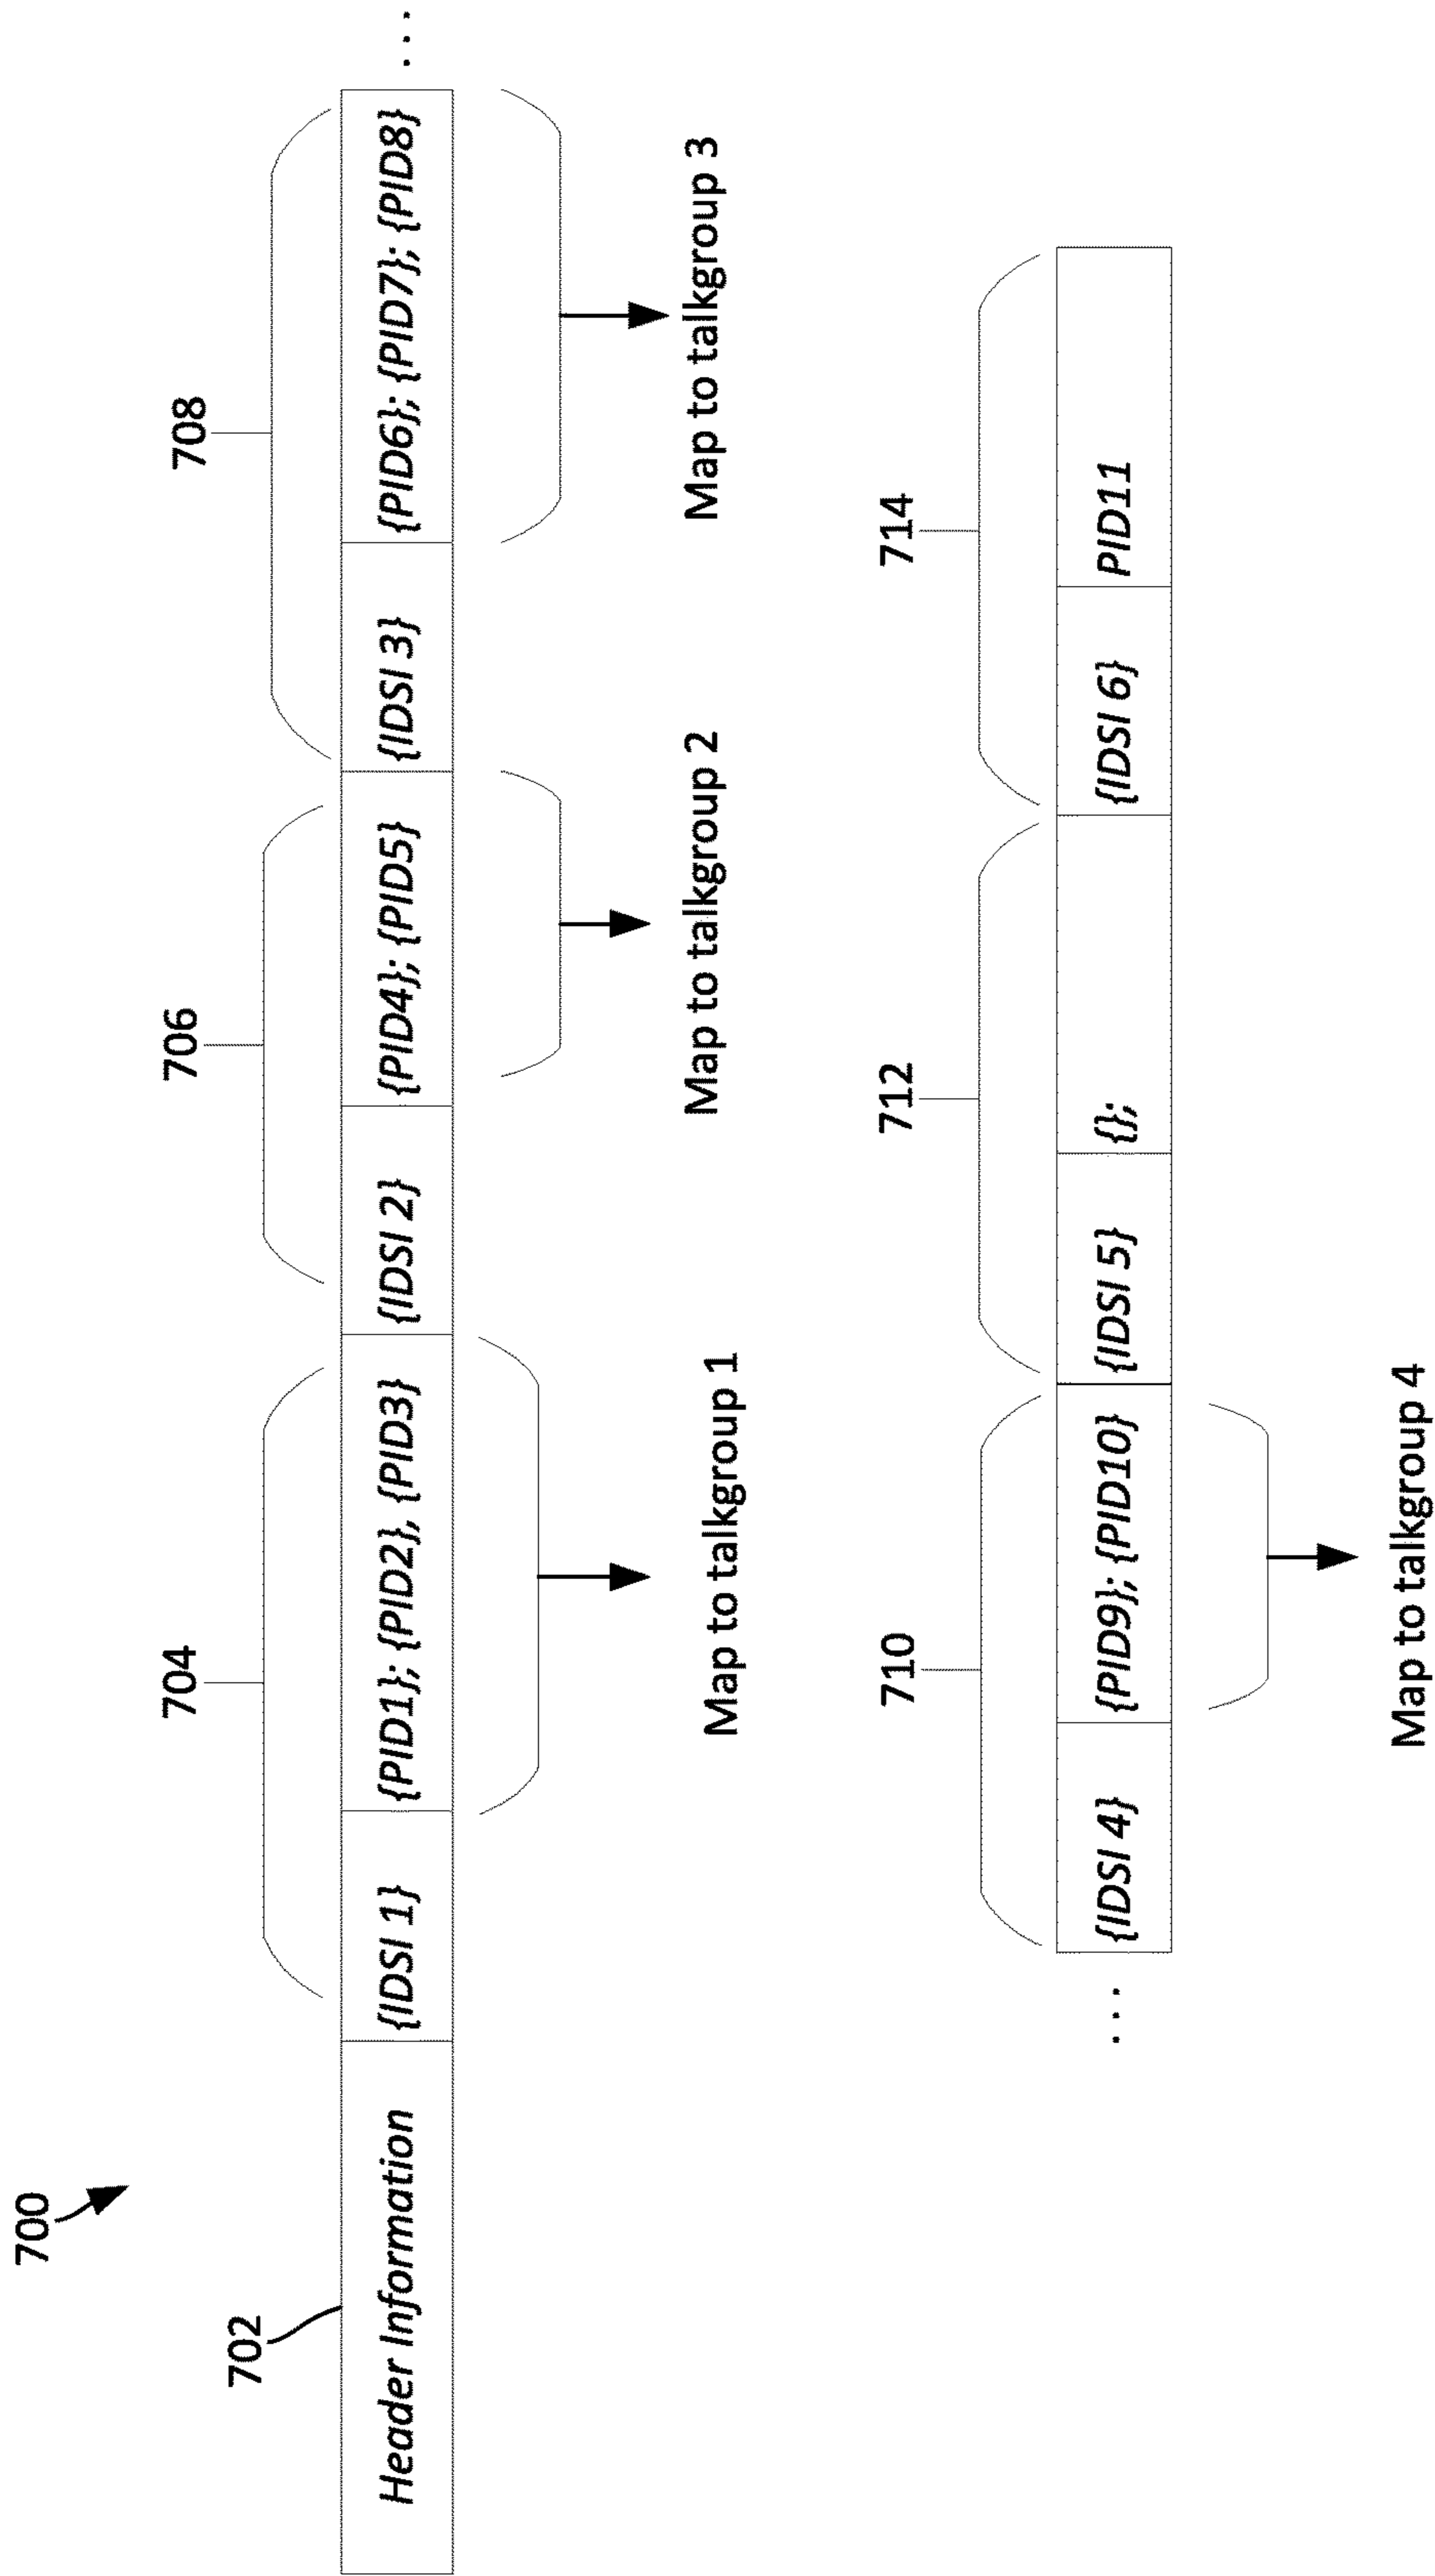 700
702
704
706
708
Header Information
{IDSI 1}
{PID1}; {PID2}, {PID3}
{IDSI 2}
{PID4}; {PID5}
{IDSI 3}
{PID6}; {PID7}; {PID8}
...
Map to talkgroup 1
Map to talkgroup 2
Map to talkgroup 3
710
712
714
...
{IDSI 4}
{PID9}; {PID10}
{IDSI 5}
{};
{IDSI 6}
PID11
Map to talkgroup 4